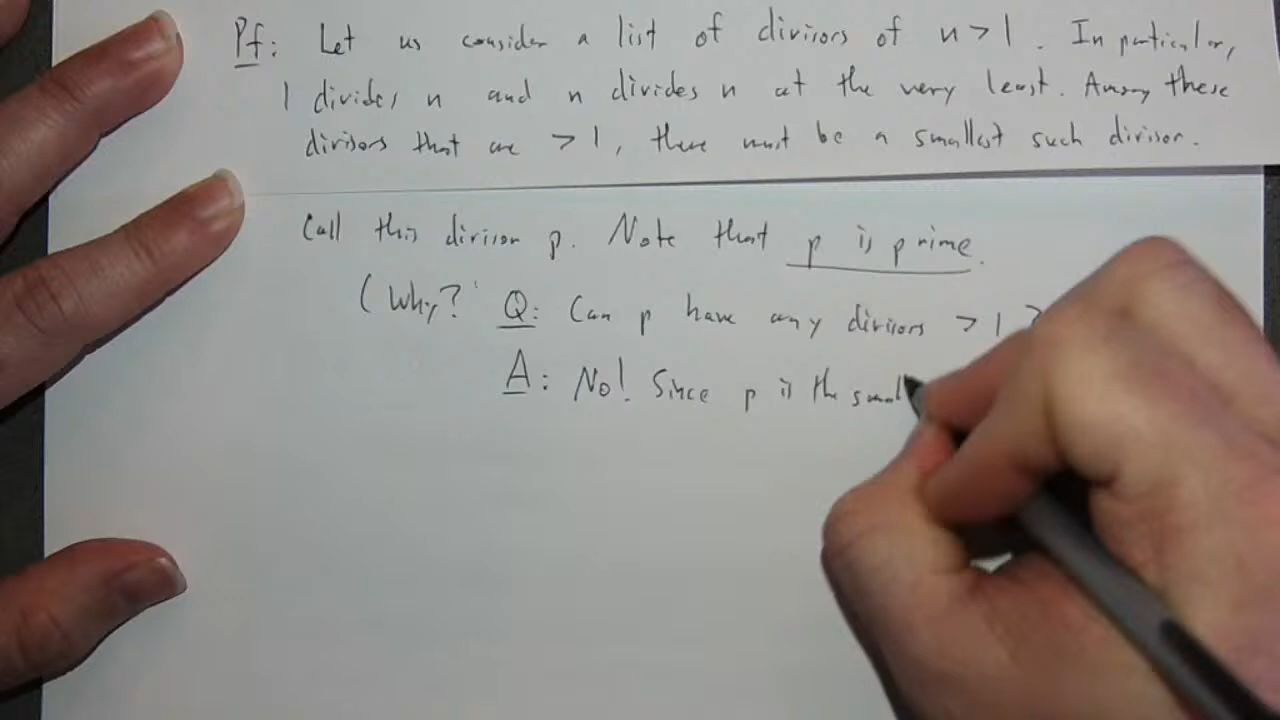 Pf: Let us consider a list of divisors of n > 1. In particular,
1 divides n and n divides n at the very least. Among these
divisors that are > 1, there must be a smallest such divisor.
Call this divisor p. Note that p is prime.
(Why? Q: Can p have any divisors > 1?
A: No! Since p is the small